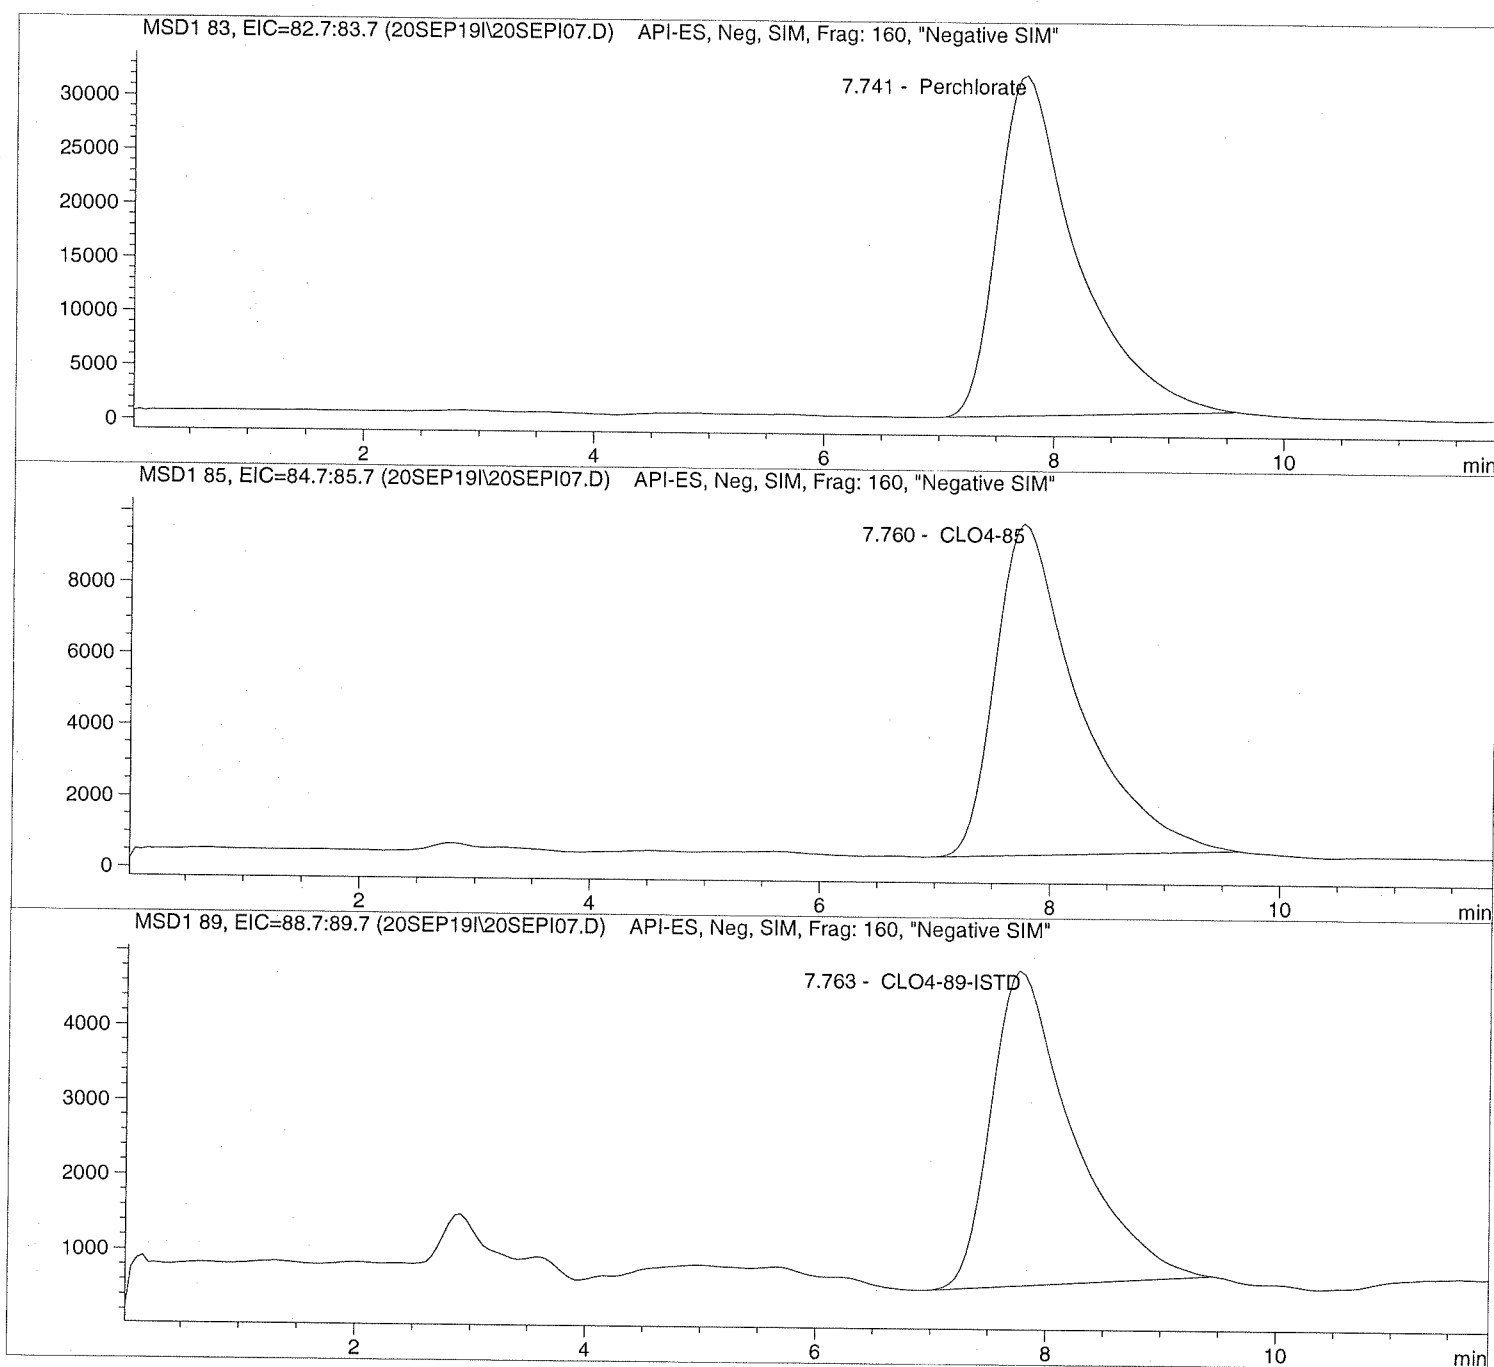 MSD1 83, EIC=82.7:83.7 (20SEP19I\20SEPI07.D) API-ES, Neg, SIM, Frag: 160, "Negative SIM"
7.741 - Perchlorate
30000
25000
20000
15000
10000
5000
0
2 4 6 8 10 min
MSD1 85, EIC=84.7:85.7 (20SEP19I\20SEPI07.D) API-ES, Neg, SIM, Frag: 160, "Negative SIM"
7.760 - CLO4-85
8000
6000
4000
2000
0
2 4 6 8 10 min
MSD1 89, EIC=88.7:89.7 (20SEP19I\20SEPI07.D) API-ES, Neg, SIM, Frag: 160, "Negative SIM"
7.763 - CLO4-89-ISTD
4000
3000
2000
1000
2 4 6 8 10 min